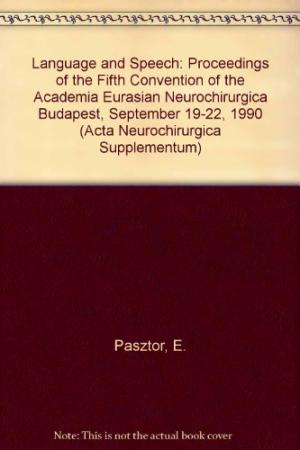 Language and Speech: Proceedings
of the Fifth Convention of the
Academia Eurasian Neurochirurgica
Budapest, September 19-22, 1990
(Acta Neurochirurgica
Supplementum)
Pasztor, E.
Note: This is not the actual book cover